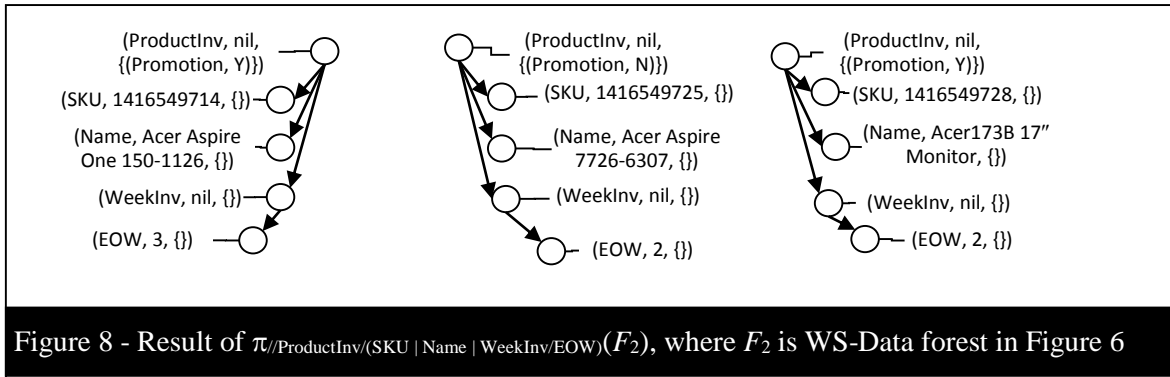 (ProductInv, nil,
{(Promotion, Y)})
(SKU, 1416549714, {})
(Name, Acer Aspire
One 150-1126, {})
(WeekInv, nil, {})
(EOW, 3, {})
(ProductInv, nil,
{(Promotion, N)})
(SKU, 1416549725, {})
(Name, Acer Aspire
7726-6307, {})
(WeekInv, nil, {})
(EOW, 2, {})
(ProductInv, nil,
{(Promotion, Y)})
(SKU, 1416549728, {})
(Name, Acer173B 17″
Monitor, {})
(WeekInv, nil, {})
(EOW, 2, {})
Figure 8 - Result of π//ProductInv/(SKU | Name | WeekInv/EOW)(F2), where F2 is WS-Data forest in Figure 6